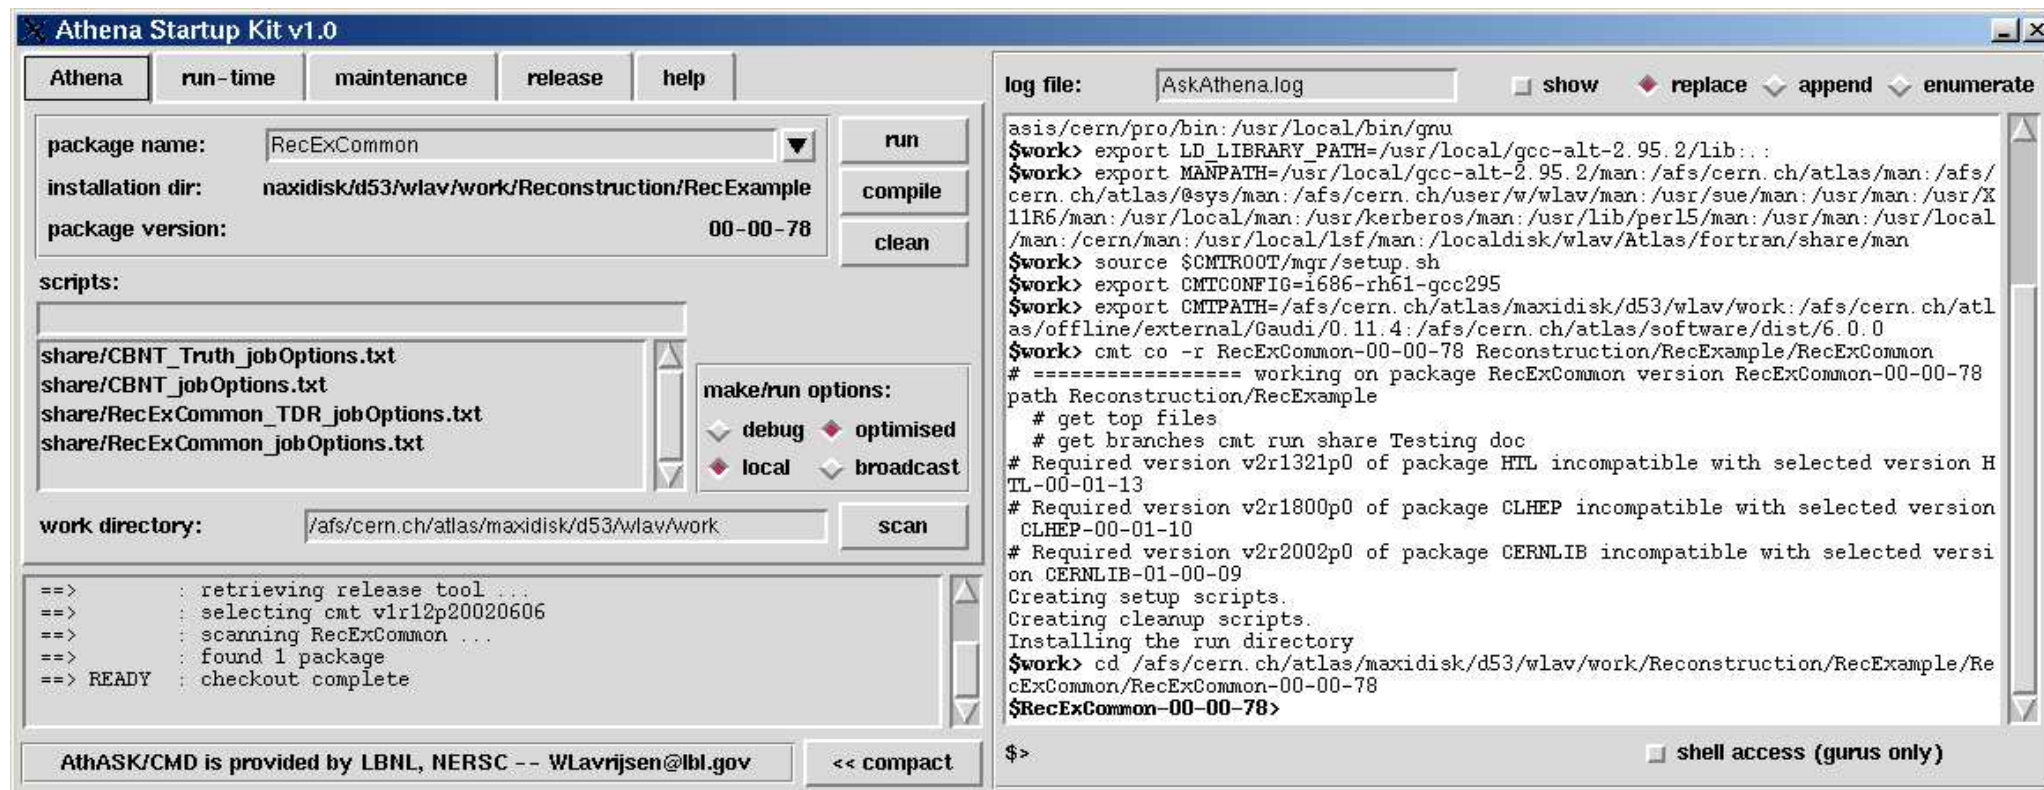 Athena Startup Kit v1.0
Athena run-time maintenance release help
package name: RecExCommon
installation dir: naxidisk/d53/wlav/work/Reconstruction/RecExample
package version: 00-00-78
run
compile
clean
scripts:
share/CBNT_Truth_jobOptions.txt
share/CBNT_jobOptions.txt
share/RecExCommon_TDR_jobOptions.txt
share/RecExCommon_jobOptions.txt
make/run options:
debug optimised
local broadcast
work directory: /afs/cern.ch/atlas/maxidisk/d53/wlav/work scan
==> : retrieving release tool ...
==> : selecting cmt v1r12p20020606
==> : scanning RecExCommon ...
==> : found 1 package
==> READY : checkout complete
AthASK/CMD is provided by LBNL, NERSC -- WLavrijsen@lbl.gov << compact
log file: AskAthena.log show replace append enumerate
asis/cern/pro/bin:/usr/local/bin/gnu
$work> export LD_LIBRARY_PATH=/usr/local/gcc-alt-2.95.2/lib:.:
$work> export MANPATH=/usr/local/gcc-alt-2.95.2/man:/afs/cern.ch/atlas/man:/afs/
cern.ch/atlas/@sys/man:/afs/cern.ch/user/w/wlav/man:/usr/sue/man:/usr/man:/usr/X
11R6/man:/usr/local/man:/usr/kerberos/man:/usr/lib/perl5/man:/usr/man:/usr/local
/man:/cern/man:/usr/local/lsf/man:/localdisk/wlav/Atlas/fortran/share/man
$work> source $CMTROOT/mgr/setup.sh
$work> export CMTCONFIG=i686-rh61-gcc295
$work> export CMTPATH=/afs/cern.ch/atlas/maxidisk/d53/wlav/work:/afs/cern.ch/atl
as/offline/external/Gaudi/0.11.4:/afs/cern.ch/atlas/software/dist/6.0.0
$work> cmt co -r RecExCommon-00-00-78 Reconstruction/RecExample/RecExCommon
# ================= working on package RecExCommon version RecExCommon-00-00-78
path Reconstruction/RecExample
# get top files
# get branches cmt run share Testing doc
# Required version v2r1321p0 of package HTL incompatible with selected version H
TL-00-01-13
# Required version v2r1800p0 of package CLHEP incompatible with selected version
CLHEP-00-01-10
# Required version v2r2002p0 of package CERNLIB incompatible with selected versi
on CERNLIB-01-00-09
Creating setup scripts.
Creating cleanup scripts.
Installing the run directory
$work> cd /afs/cern.ch/atlas/maxidisk/d53/wlav/work/Reconstruction/RecExample/Re
cExCommon/RecExCommon-00-00-78
$RecExCommon-00-00-78>
$> shell access (gurus only)